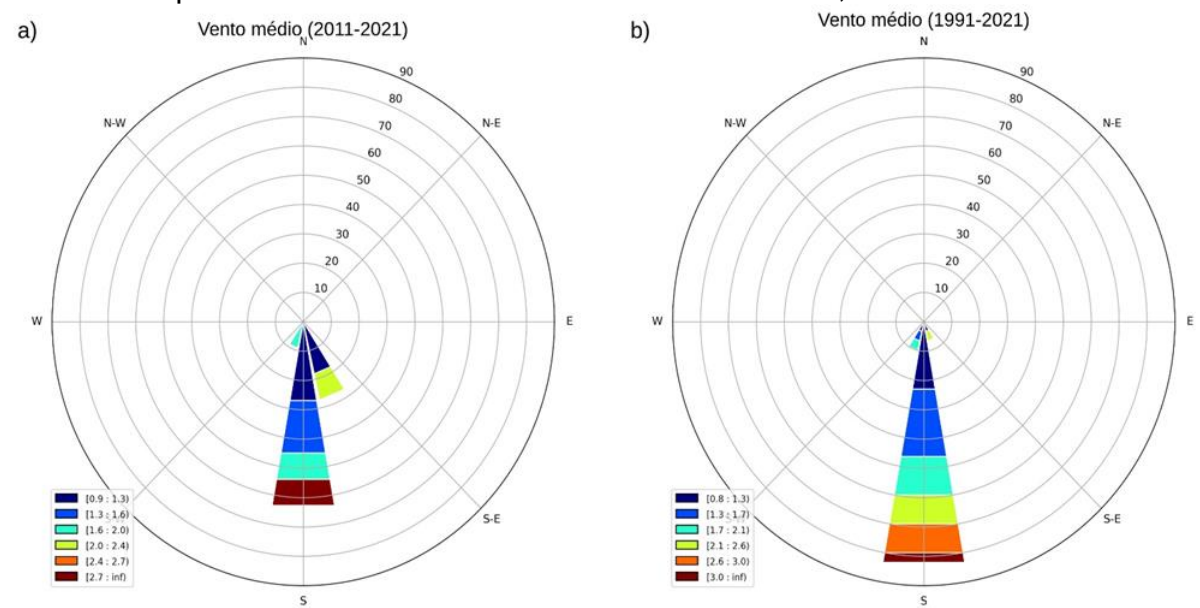 a)
Vento médio (2011-2021)
N
90
80
70
60
50
40
30
20
10
N-W
N-E
W
E
S-W
S-E
S
[0.9 : 1.3)
[1.3 : 1.6)
[1.6 : 2.0)
[2.0 : 2.4)
[2.4 : 2.7)
[2.7 : inf)
b)
Vento médio (1991-2021)
N
90
80
70
60
50
40
30
20
10
N-W
N-E
W
E
S-W
S-E
S
[0.8 : 1.3)
[1.3 : 1.7)
[1.7 : 2.1)
[2.1 : 2.6)
[2.6 : 3.0)
[3.0 : inf)